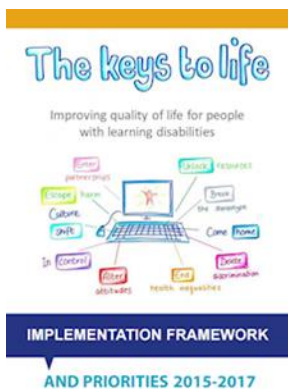 The keys to life
Improving quality of life for people
with learning disabilities
Enter
partnerships
Unlock resources
Escape harm
Break
the stereotype
Culture
shift
Come home
In control
Delete
discrimination
Alter
attitudes
End
health inequalities
IMPLEMENTATION FRAMEWORK
AND PRIORITIES 2015-2017